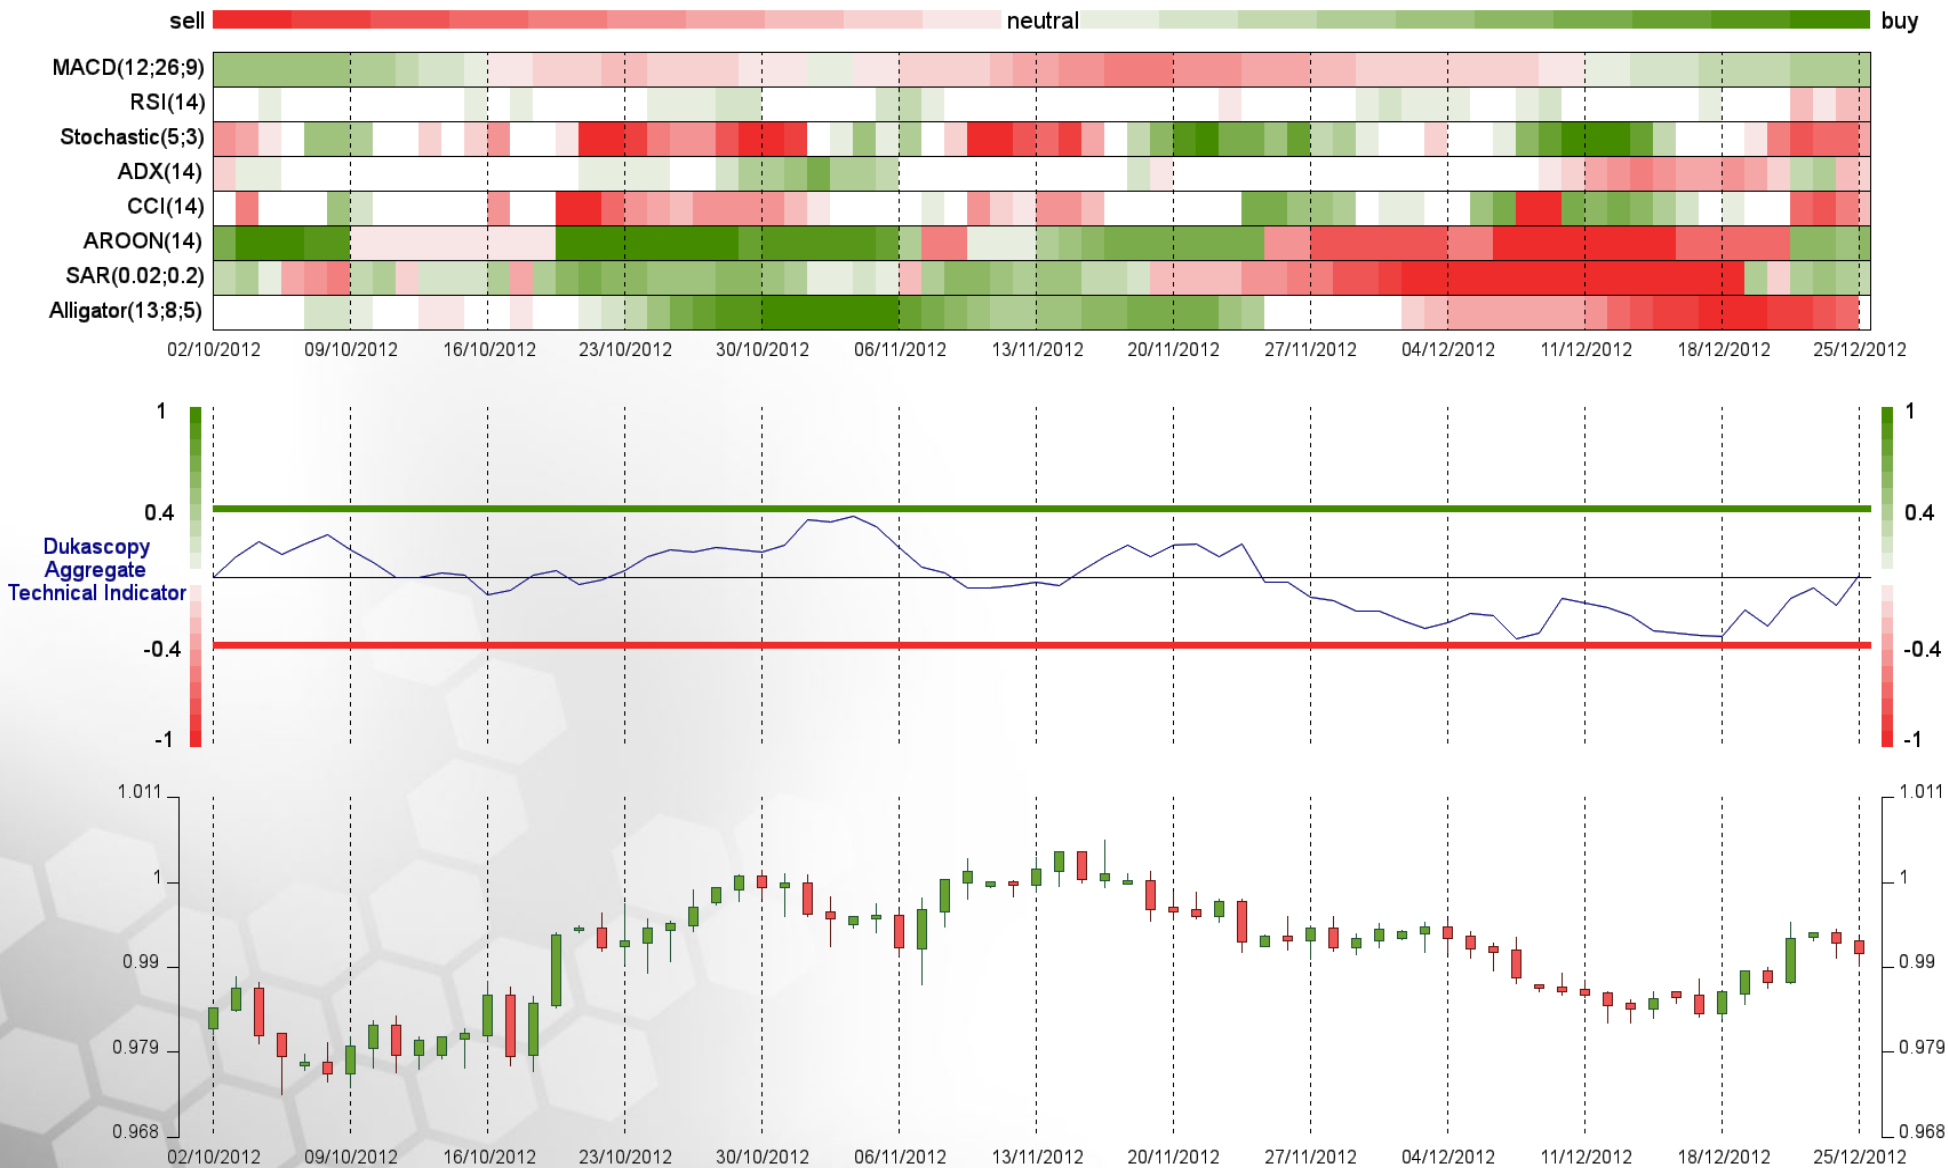 sell neutral buy
MACD(12;26;9)
RSI(14)
Stochastic(5;3)
ADX(14)
CCI(14)
AROON(14)
SAR(0.02;0.2)
Alligator(13;8;5)
02/10/2012 09/10/2012 16/10/2012 23/10/2012 30/10/2012 06/11/2012 13/11/2012 20/11/2012 27/11/2012 04/12/2012 11/12/2012 18/12/2012 25/12/2012
1 1
0.4 0.4
Dukascopy
Aggregate
Technical Indicator
-0.4 -0.4
-1 -1
1.011 1.011
1 1
0.99 0.99
0.979 0.979
0.968 0.968
02/10/2012 09/10/2012 16/10/2012 23/10/2012 30/10/2012 06/11/2012 13/11/2012 20/11/2012 27/11/2012 04/12/2012 11/12/2012 18/12/2012 25/12/2012